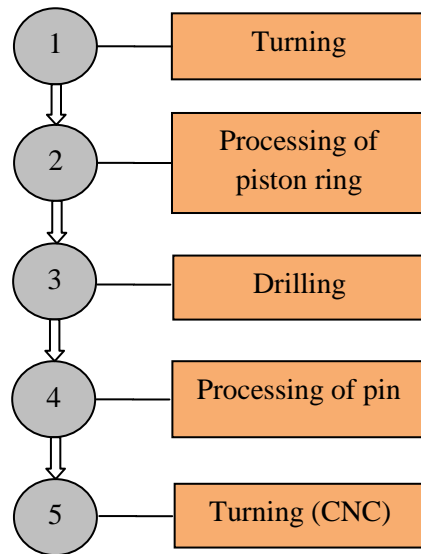 1
Turning
2
Processing of
piston ring
3
Drilling
4
Processing of pin
5
Turning (CNC)